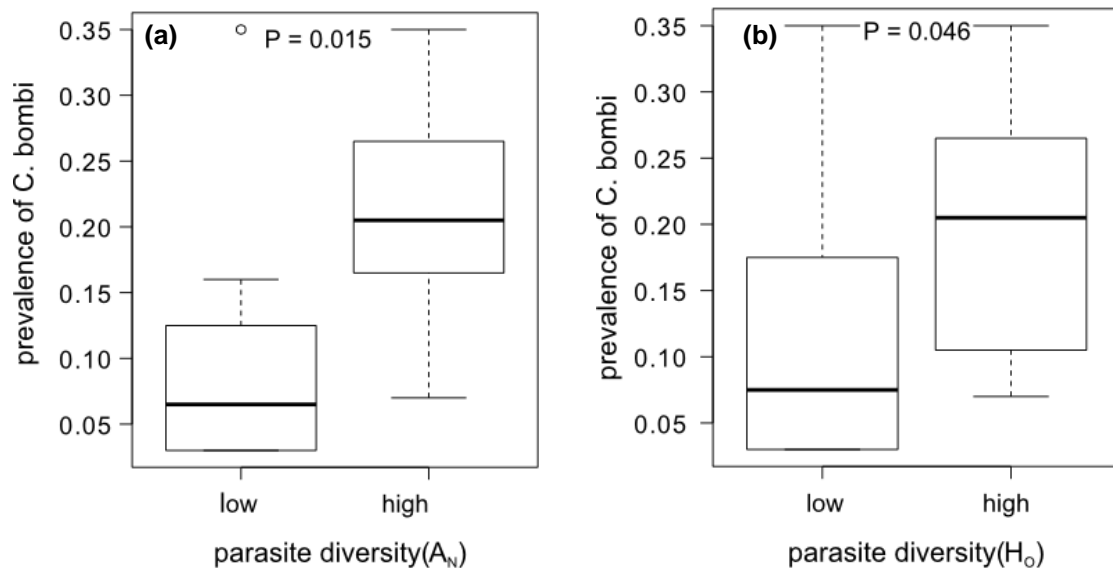 (a)
P = 0.015
prevalence of C. bombi
0.35
0.30
0.25
0.20
0.15
0.10
0.05
low
high
parasite diversity(A_N)
(b)
P = 0.046
prevalence of C. bombi
0.35
0.30
0.25
0.20
0.15
0.10
0.05
low
high
parasite diversity(H_O)